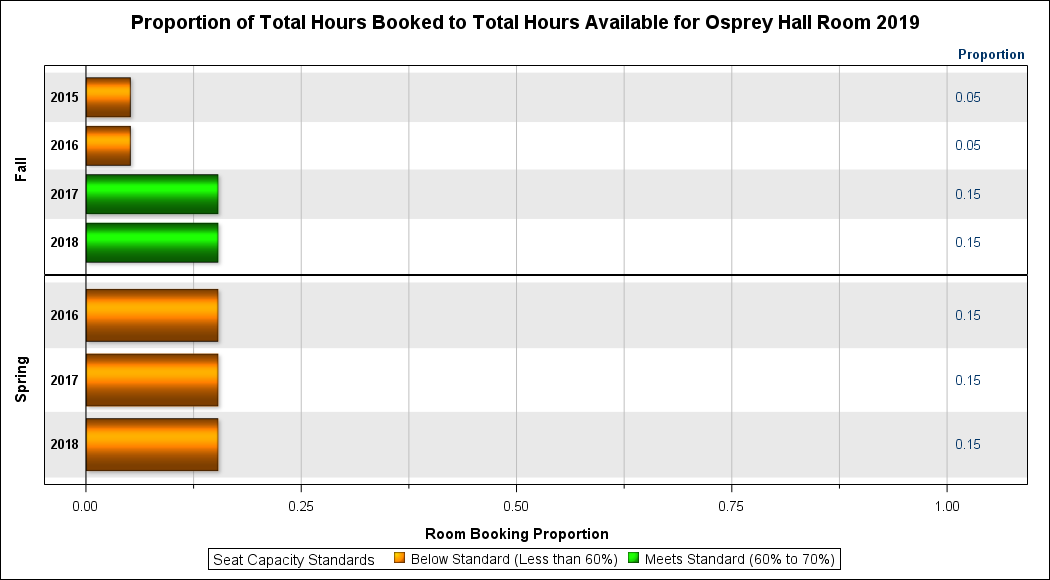 Proportion of Total Hours Booked to Total Hours Available for Osprey Hall Room 2019
Proportion
Fall
2015 0.05
2016 0.05
2017 0.15
2018 0.15
Spring
2016 0.15
2017 0.15
2018 0.15
0.00 0.25 0.50 0.75 1.00
Room Booking Proportion
Seat Capacity Standards Below Standard (Less than 60%) Meets Standard (60% to 70%)